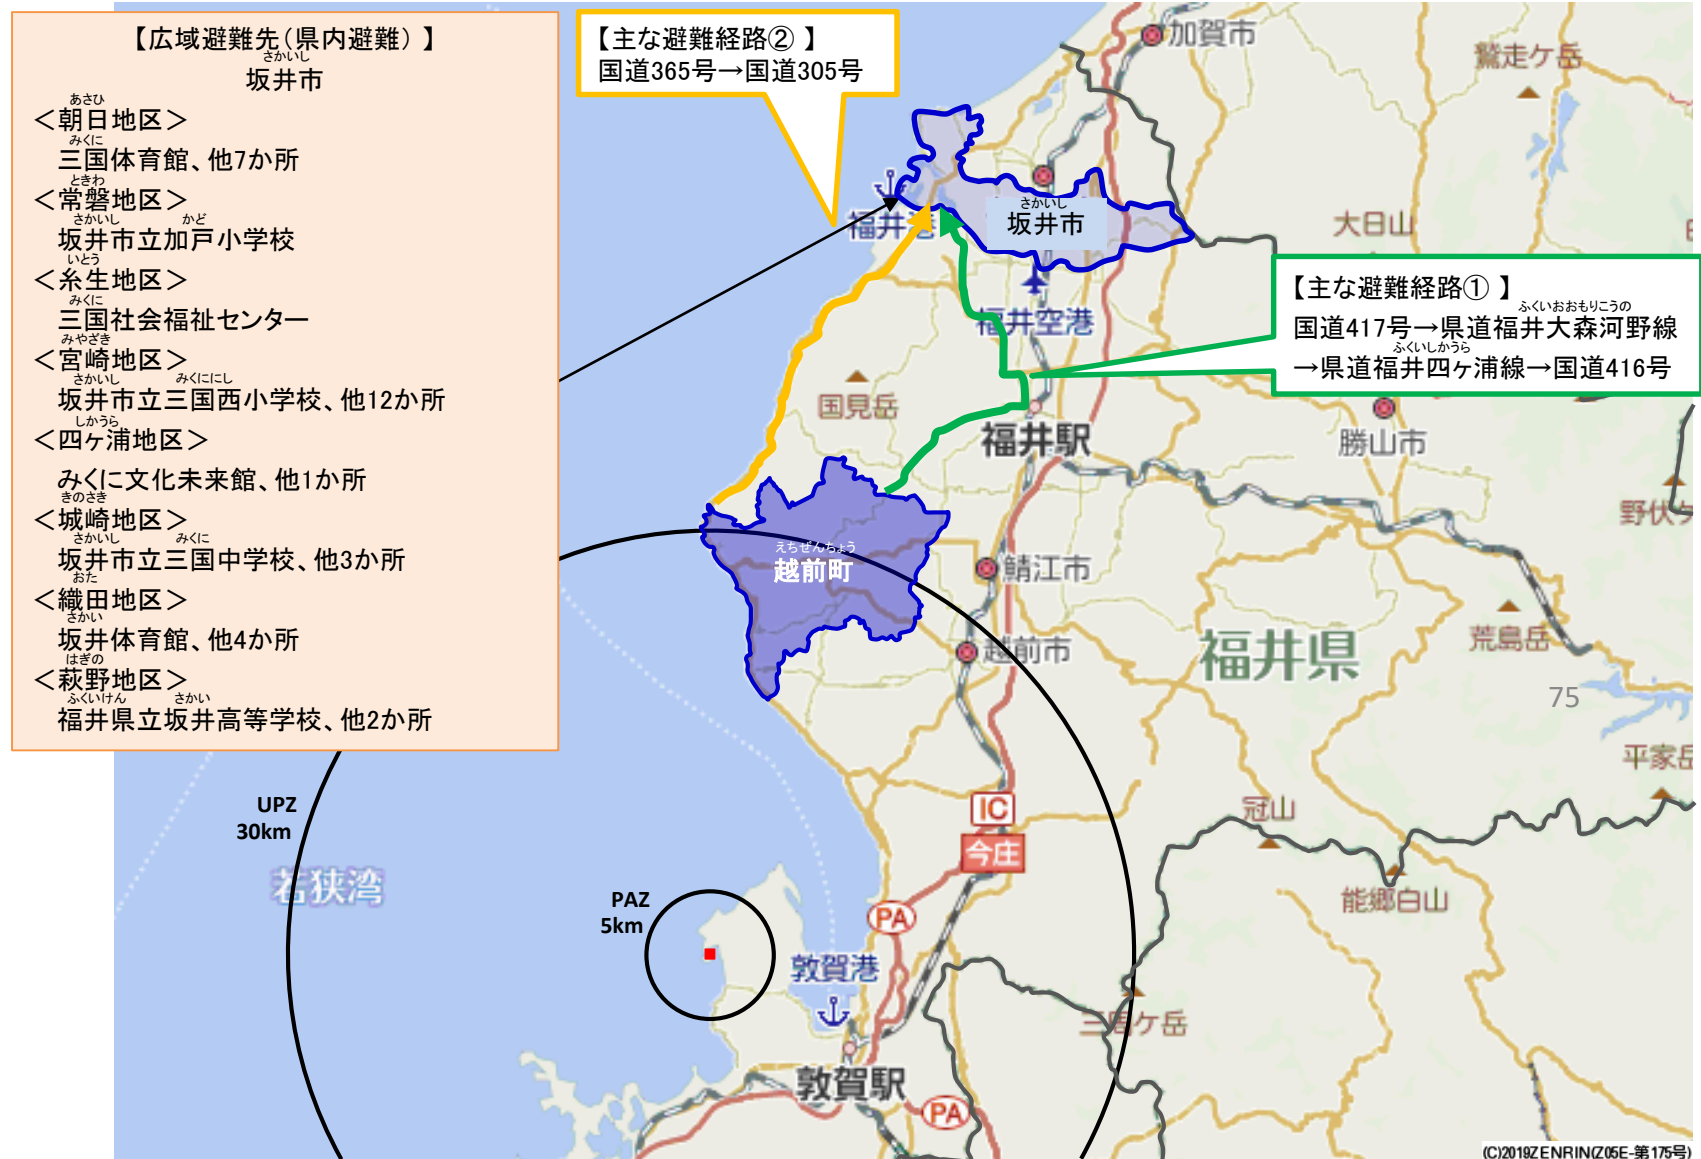 【広域避難先（県内避難）】
さかいし
坂井市
あさひ
＜朝日地区＞
みくに
三国体育館、他7か所
ときわ
＜常磐地区＞
さかいし かど
坂井市立加戸小学校
いとう
＜糸生地区＞
みくに
三国社会福祉センター
みやざき
＜宮崎地区＞
さかいし みくににし
坂井市立三国西小学校、他12か所
しかうら
＜四ヶ浦地区＞
みくに文化未来館、他1か所
きのさき
＜城崎地区＞
さかいし みくに
坂井市立三国中学校、他3か所
おた
＜織田地区＞
さかい
坂井体育館、他4か所
はぎの
＜萩野地区＞
ふくいけん さかい
福井県立坂井高等学校、他2か所
【主な避難経路②】
国道365号→国道305号
加賀市
鷲走ケ岳
福井港
さかいし
坂井市
大日山
【主な避難経路①】
ふくいおおもりこうの
国道417号→県道福井大森河野線
ふくいしかうら
→県道福井四ヶ浦線→国道416号
福井空港
国見岳
福井駅
勝山市
野伏ケ
えちぜんちょう
越前町
鯖江市
越前市
福井県
荒島岳
75
平家岳
UPZ
30km
IC
今庄
冠山
若狭湾
PAZ
5km
PA
能郷白山
敦賀港
三周ケ岳
敦賀駅
PA
(C)2019ZENRIN(Z05E-第175号)